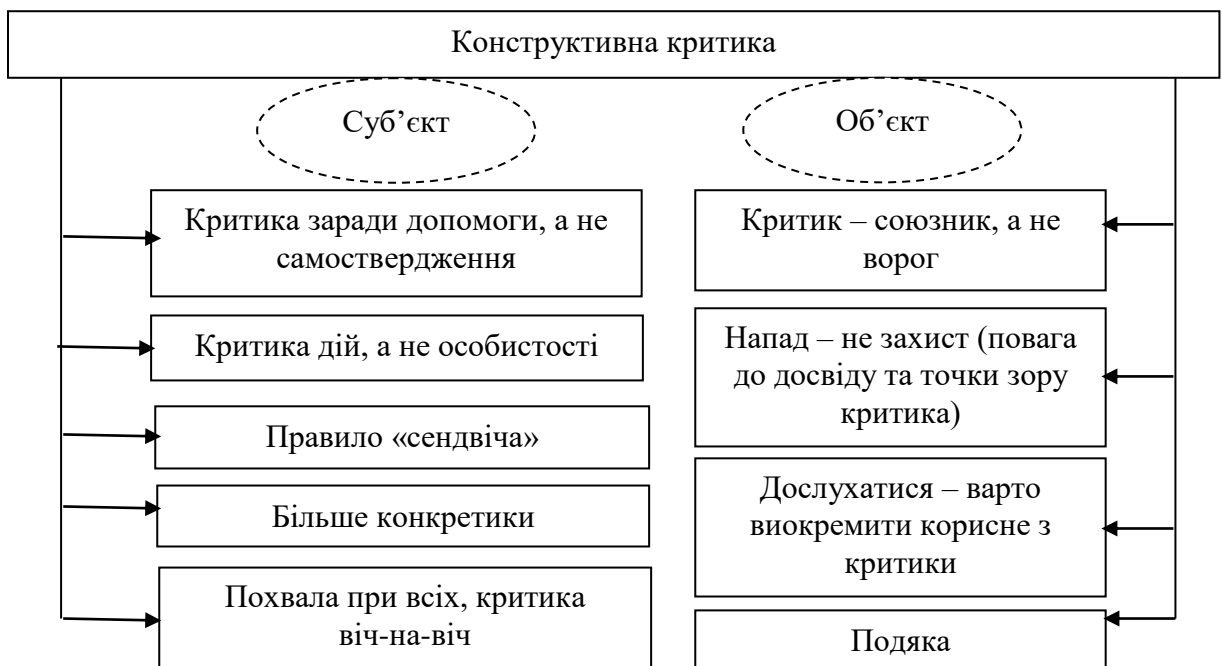 Конструктивна критика
Суб’єкт
Критика заради допомоги, а не
самоствердження
Критика дій, а не особистості
Правило «сендвіча»
Більше конкретики
Похвала при всіх, критика
віч-на-віч
Об’єкт
Критик – союзник, а не
ворог
Напад – не захист (повага
до досвіду та точки зору
критика)
Дослухатися – варто
виокремити корисне з
критики
Подяка